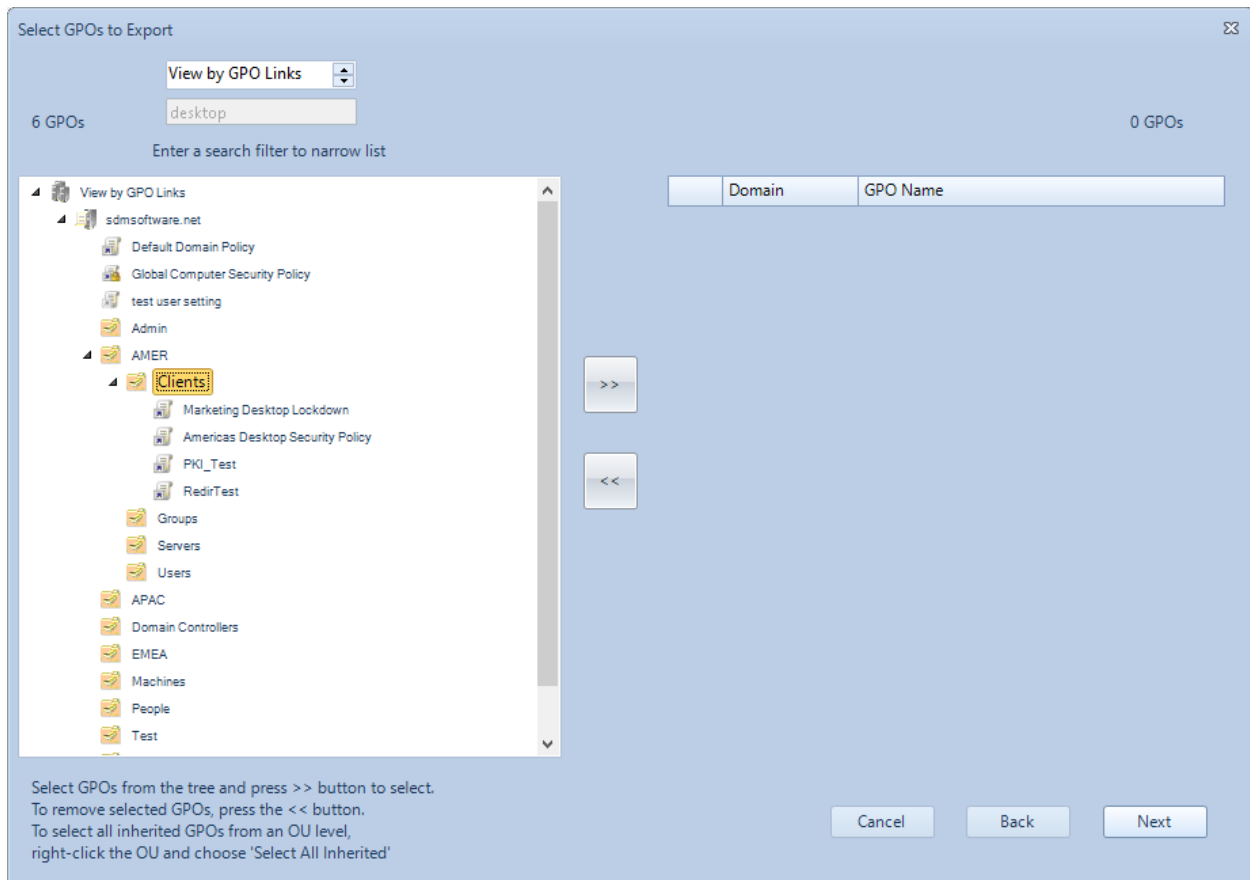 Select GPOs to Export
View by GPO Links
desktop
6 GPOs
0 GPOs
Enter a search filter to narrow list
View by GPO Links
sdmsoftware.net
Default Domain Policy
Global Computer Security Policy
test user setting
Admin
AMER
Clients
Marketing Desktop Lockdown
Americas Desktop Security Policy
PKI_Test
RedirTest
Groups
Servers
Users
APAC
Domain Controllers
EMEA
Machines
People
Test
Domain GPO Name
>>
<<
Select GPOs from the tree and press >> button to select.
To remove selected GPOs, press the << button.
To select all inherited GPOs from an OU level,
right-click the OU and choose 'Select All Inherited'
Cancel Back Next